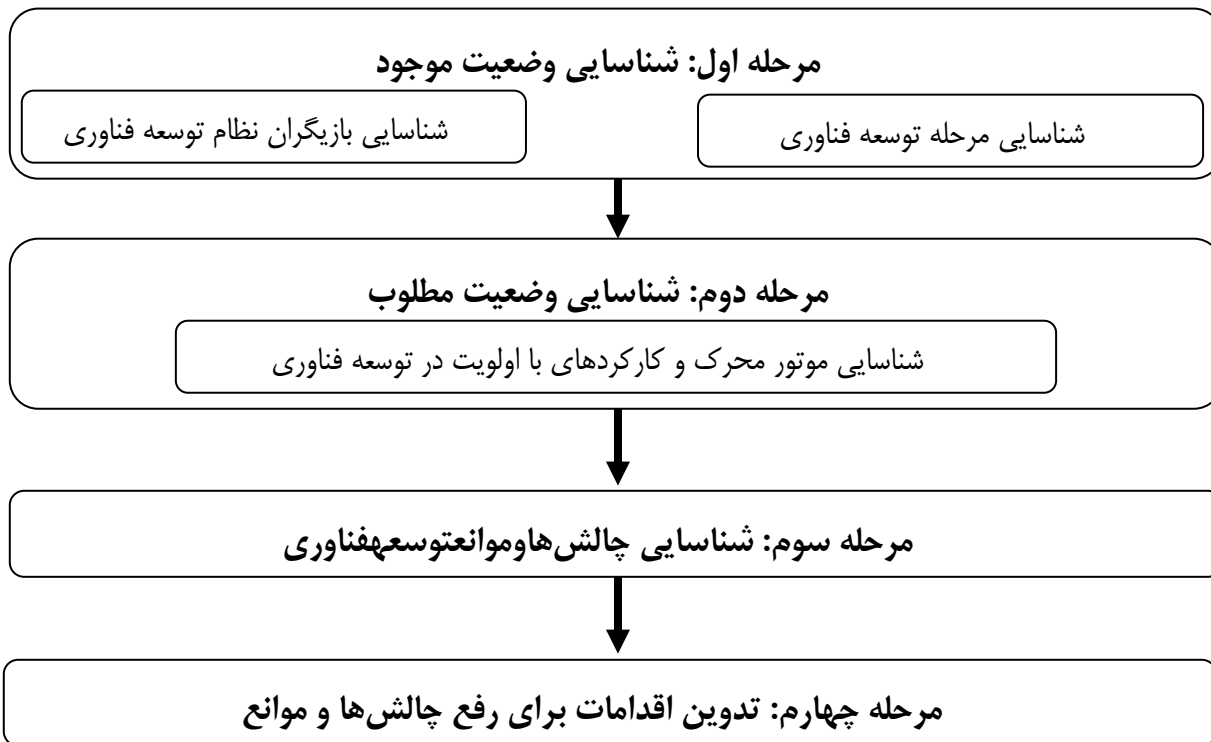 مرحله اول: شناسایی وضعیت موجود
شناسایی مرحله توسعه فناوری
شناسایی بازیگران نظام توسعه فناوری
مرحله دوم: شناسایی وضعیت مطلوب
شناسایی موتور محرک و کارکردهای با اولویت در توسعه فناوری
مرحله سوم: شناسایی چالش‌هاوموانعتوسعهفناوری
مرحله چهارم: تدوین اقدامات برای رفع چالش‌ها و موانع